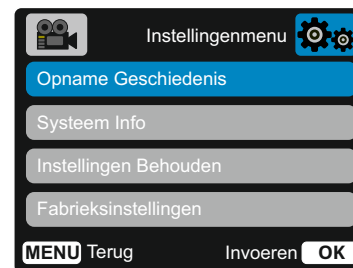 Instellingenmenu
Opname Geschiedenis
Systeem Info
Instellingen Behouden
Fabrieksinstellingen
MENU Terug Invoeren OK